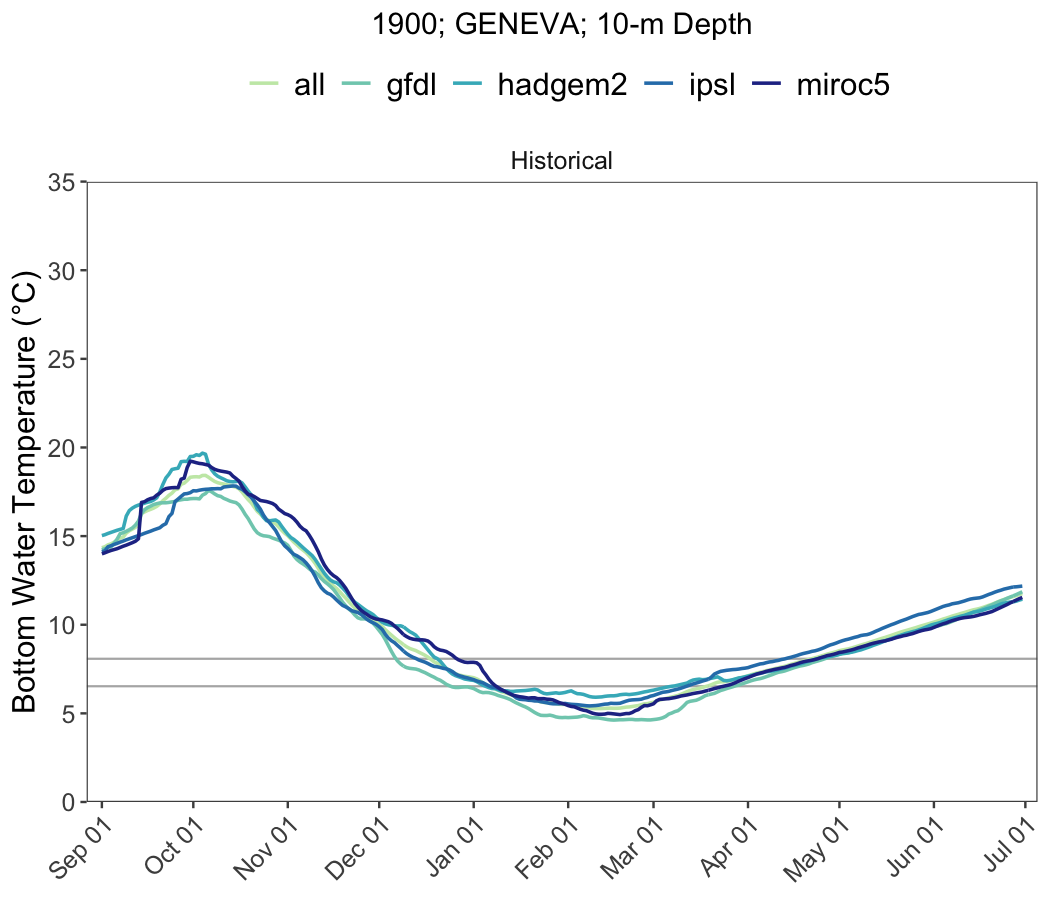 1900; GENEVA; 10-m Depth
all gfdl hadgem2 ipsl miroc5
Historical
Bottom Water Temperature (°C)
35
30
25
20
15
10
5
0
Sep 01 Oct 01 Nov 01 Dec 01 Jan 01 Feb 01 Mar 01 Apr 01 May 01 Jun 01 Jul 01